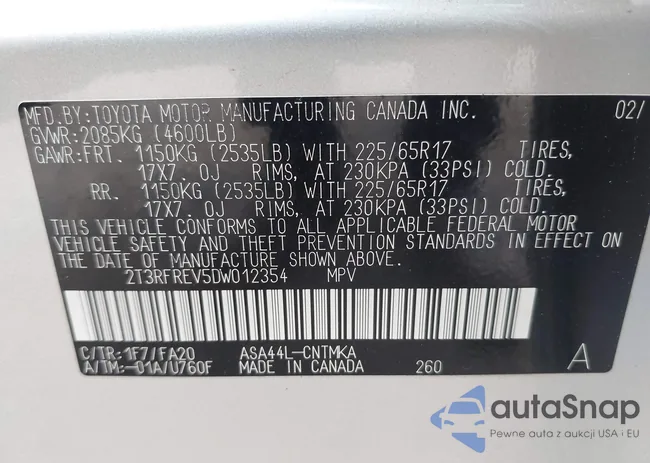 MFD.BY:TOYOTA MOTOR MANUFACTURING CANADA INC. 02/
GVWR:2085KG (4600LB)
GAWR:FRT. 1150KG (2535LB) WITH 225/65R17 TIRES,
17X7.0J RIMS, AT 230KPA (33PSI) COLD.
RR. 1150KG (2535LB) WITH 225/65R17 TIRES,
17X7.0J RIMS, AT 230KPA (33PSI) COLD.
THIS VEHICLE CONFORMS TO ALL APPLICABLE FEDERAL MOTOR
VEHICLE SAFETY AND THEFT PREVENTION STANDARDS IN EFFECT ON
THE DATE OF MANUFACTURE SHOWN ABOVE.
2T3RFREV5DW012354 MPV
C/TR:1F7/FA20 ASA44L-CNTMKA
A/TM:-01A/U760F MADE IN CANADA 260 A
autaSnap
Pewne auta z aukcji USA i EU